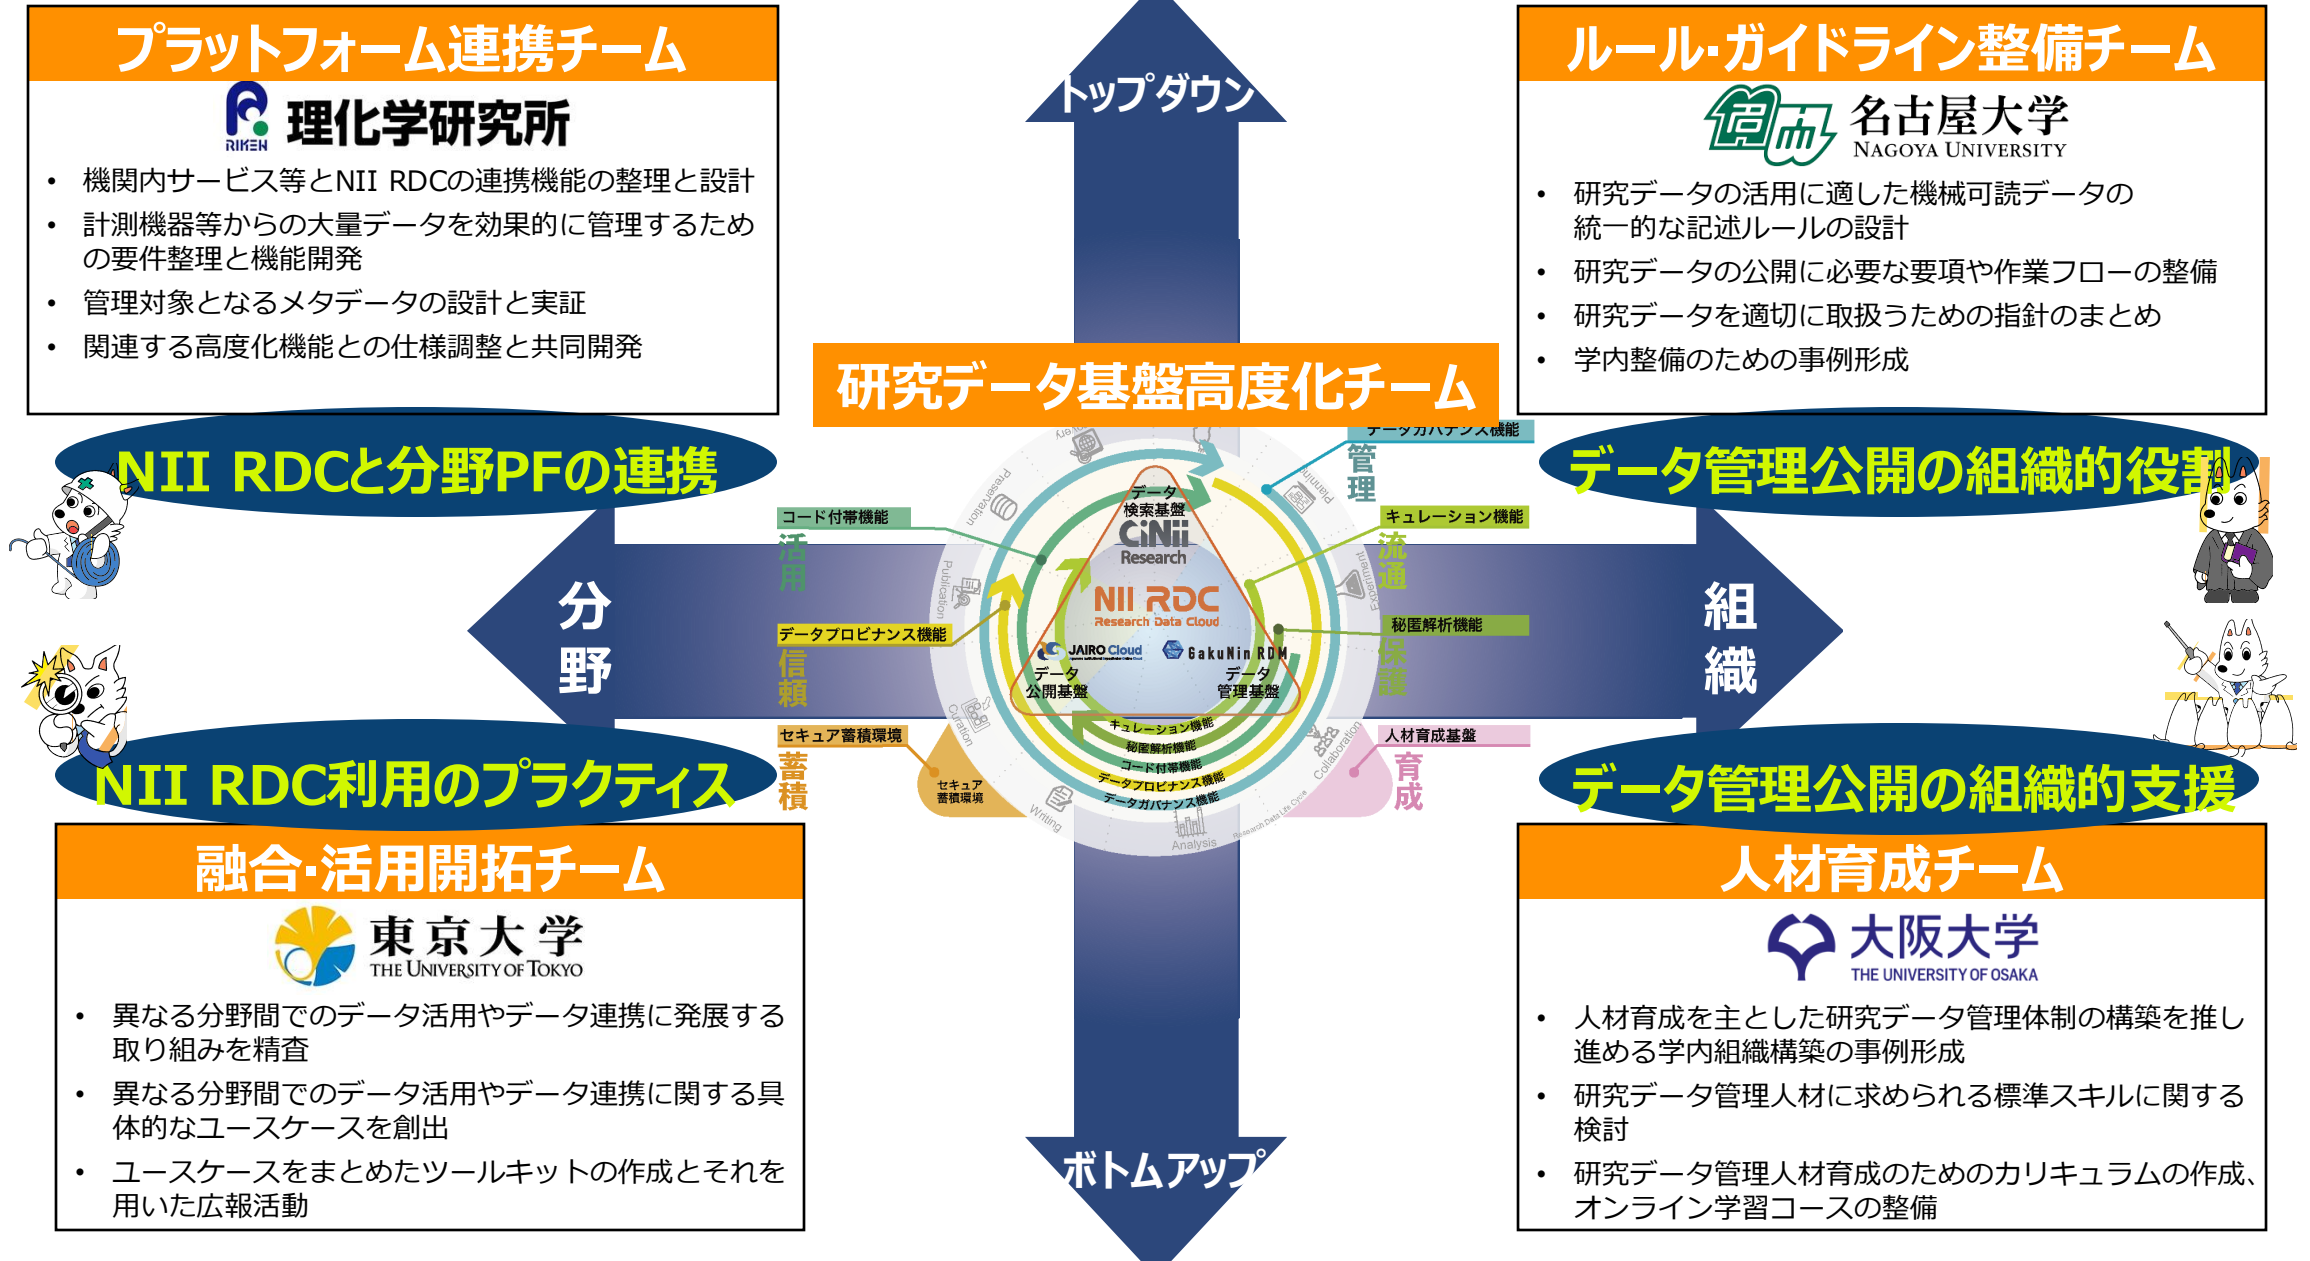 プラットフォーム連携チーム
RIKEN
理化学研究所
• 機関内サービス等とNII RDCの連携機能の整理と設計
• 計測機器等からの大量データを効果的に管理するため
の要件整理と機能開発
• 管理対象となるメタデータの設計と実証
• 関連する高度化機能との仕様調整と共同開発
NII RDCと分野PFの連携
トップダウン
ルール・ガイドライン整備チーム
名古屋大学
NAGOYA UNIVERSITY
• 研究データの活用に適した機械可読データの
統一的な記述ルールの設計
• 研究データの公開に必要な要項や作業フローの整備
• 研究データを適切に取扱うための指針のまとめ
• 学内整備のための事例形成
データ管理公開の組織的役割
研究データ基盤高度化チーム
データガバナンス機能
管理
コード付帯機能
活用
キュレーション機能
流通
データプロビナンス機能
信頼
秘匿解析機能
保護
セキュア蓄積環境
蓄積
人材育成基盤
育成
Preservation
Planning
Publication
Experiment
Curation
Collaboration
Writing
Analysis
Research Data Life Cycle
データ
検索基盤
CiNii
Research
NII RDC
Research Data Cloud
JAIRO Cloud
データ
公開基盤
GakuNin RDM
データ
管理基盤
キュレーション機能
秘匿解析機能
コード付帯機能
データプロビナンス機能
データガバナンス機能
セキュア
蓄積環境
分野
組織
NII RDC利用のプラクティス
融合・活用開拓チーム
東京大学
THE UNIVERSITY OF TOKYO
• 異なる分野間でのデータ活用やデータ連携に発展する
取り組みを精査
• 異なる分野間でのデータ活用やデータ連携に関する具
体的なユースケースを創出
• ユースケースをまとめたツールキットの作成とそれを
用いた広報活動
ボトムアップ
データ管理公開の組織的支援
人材育成チーム
大阪大学
THE UNIVERSITY OF OSAKA
• 人材育成を主とした研究データ管理体制の構築を推し
進める学内組織構築の事例形成
• 研究データ管理人材に求められる標準スキルに関する
検討
• 研究データ管理人材育成のためのカリキュラムの作成、
オンライン学習コースの整備